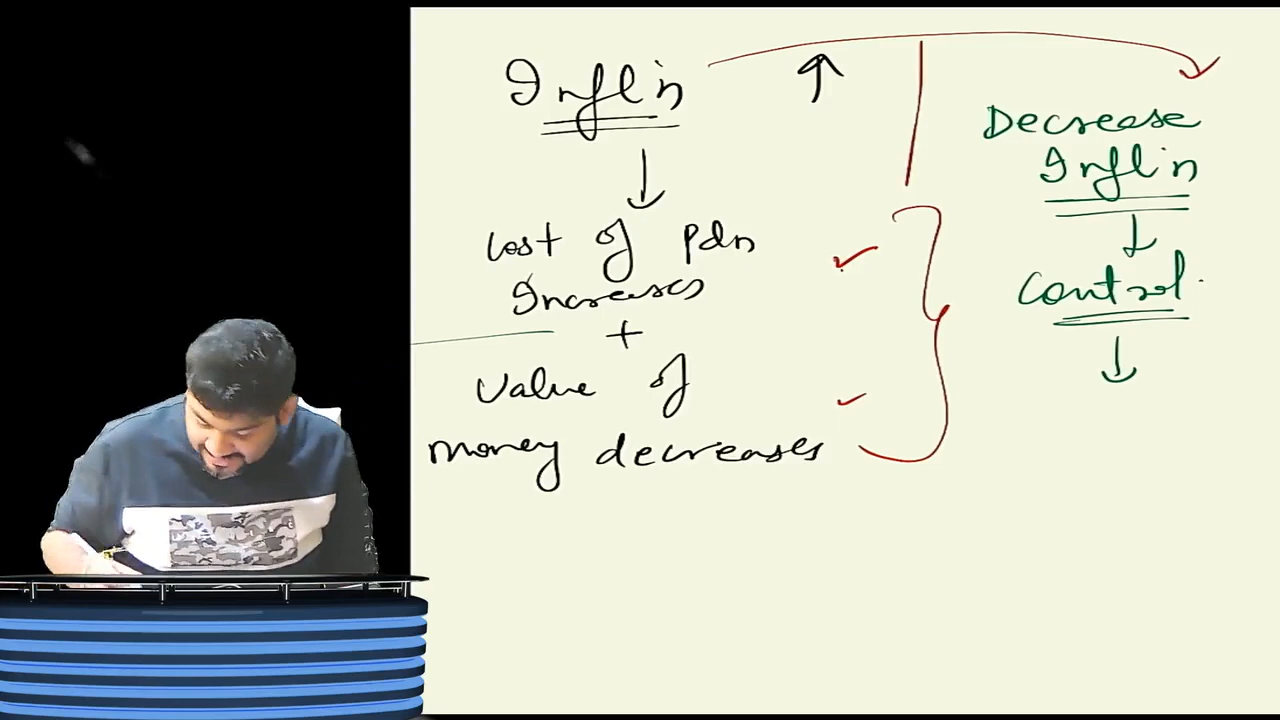 Infl'n ↑
↓
Cost of Pdn
Increases
+
Value of
money decreases
Decrease
Infl'n
↓
Control.
↓